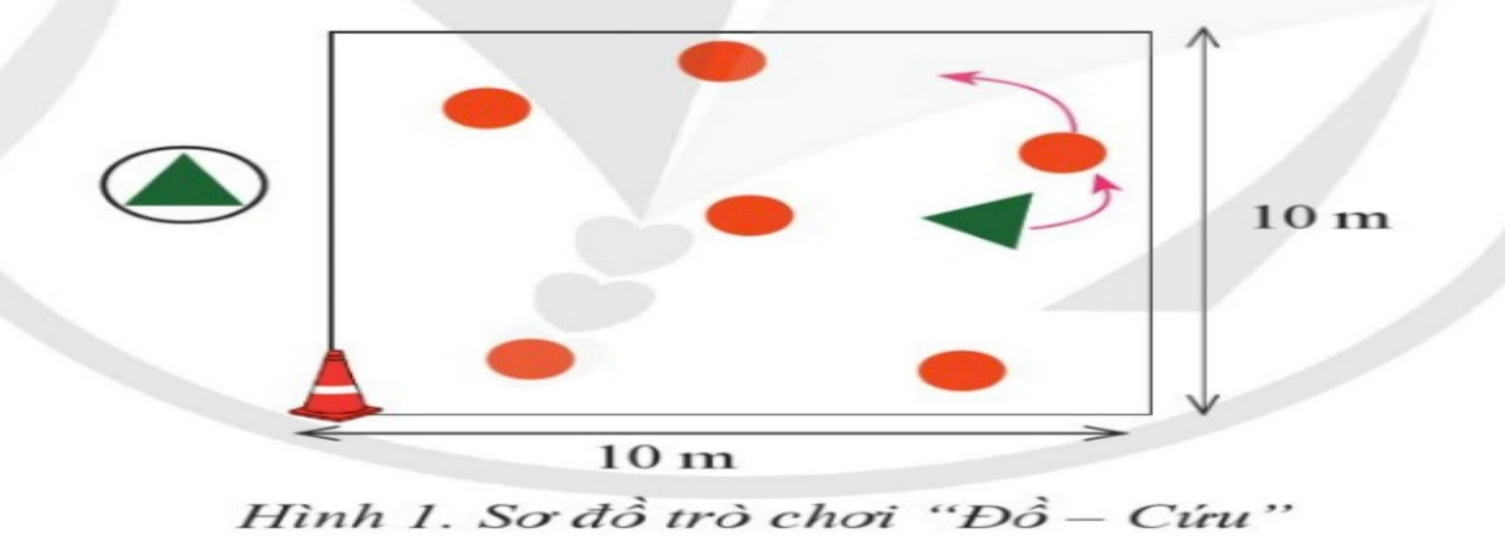 10 m
10 m
Hình 1. Sơ đồ trò chơi “Đồ – Cứu”